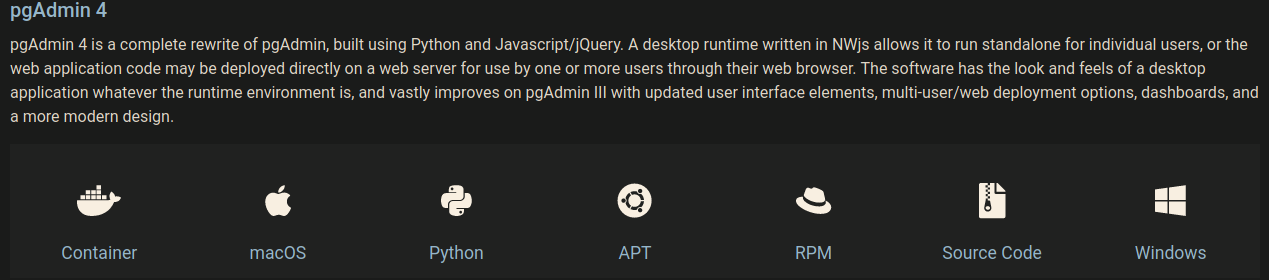 pgAdmin 4
pgAdmin 4 is a complete rewrite of pgAdmin, built using Python and Javascript/jQuery. A desktop runtime written in NWjs allows it to run standalone for individual users, or the
web application code may be deployed directly on a web server for use by one or more users through their web browser. The software has the look and feels of a desktop
application whatever the runtime environment is, and vastly improves on pgAdmin III with updated user interface elements, multi-user/web deployment options, dashboards, and
a more modern design.
Container
macOS
Python
APT
RPM
Source Code
Windows